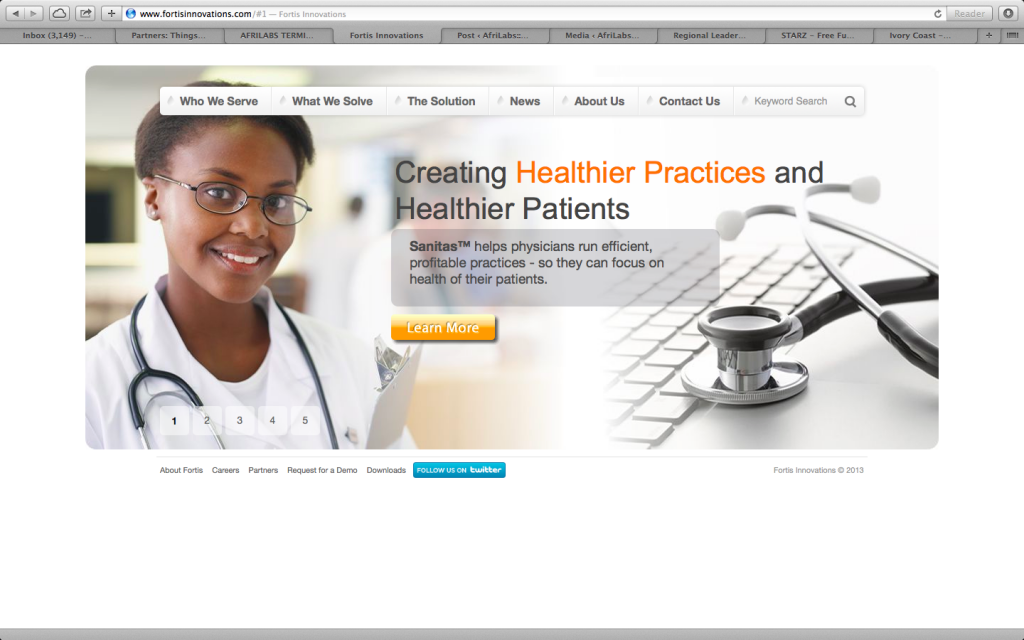 www.fortisinnovations.com/#1 — Fortis Innovations
Reader
Inbox (3,149) –...
Partners: Things...
AFRILABS TERMI...
Fortis Innovations
Post ‹ AfriLabs:...
Media ‹ AfriLabs...
Regional Leader...
STARZ – Free Fu...
Ivory Coast –...
Who We Serve
What We Solve
The Solution
News
About Us
Contact Us
Keyword Search
Creating Healthier Practices and
Healthier Patients
Sanitas™ helps physicians run efficient,
profitable practices - so they can focus on
health of their patients.
Learn More
1 2 3 4 5
About Fortis
Careers
Partners
Request for a Demo
Downloads
FOLLOW US ON twitter
Fortis Innovations © 2013